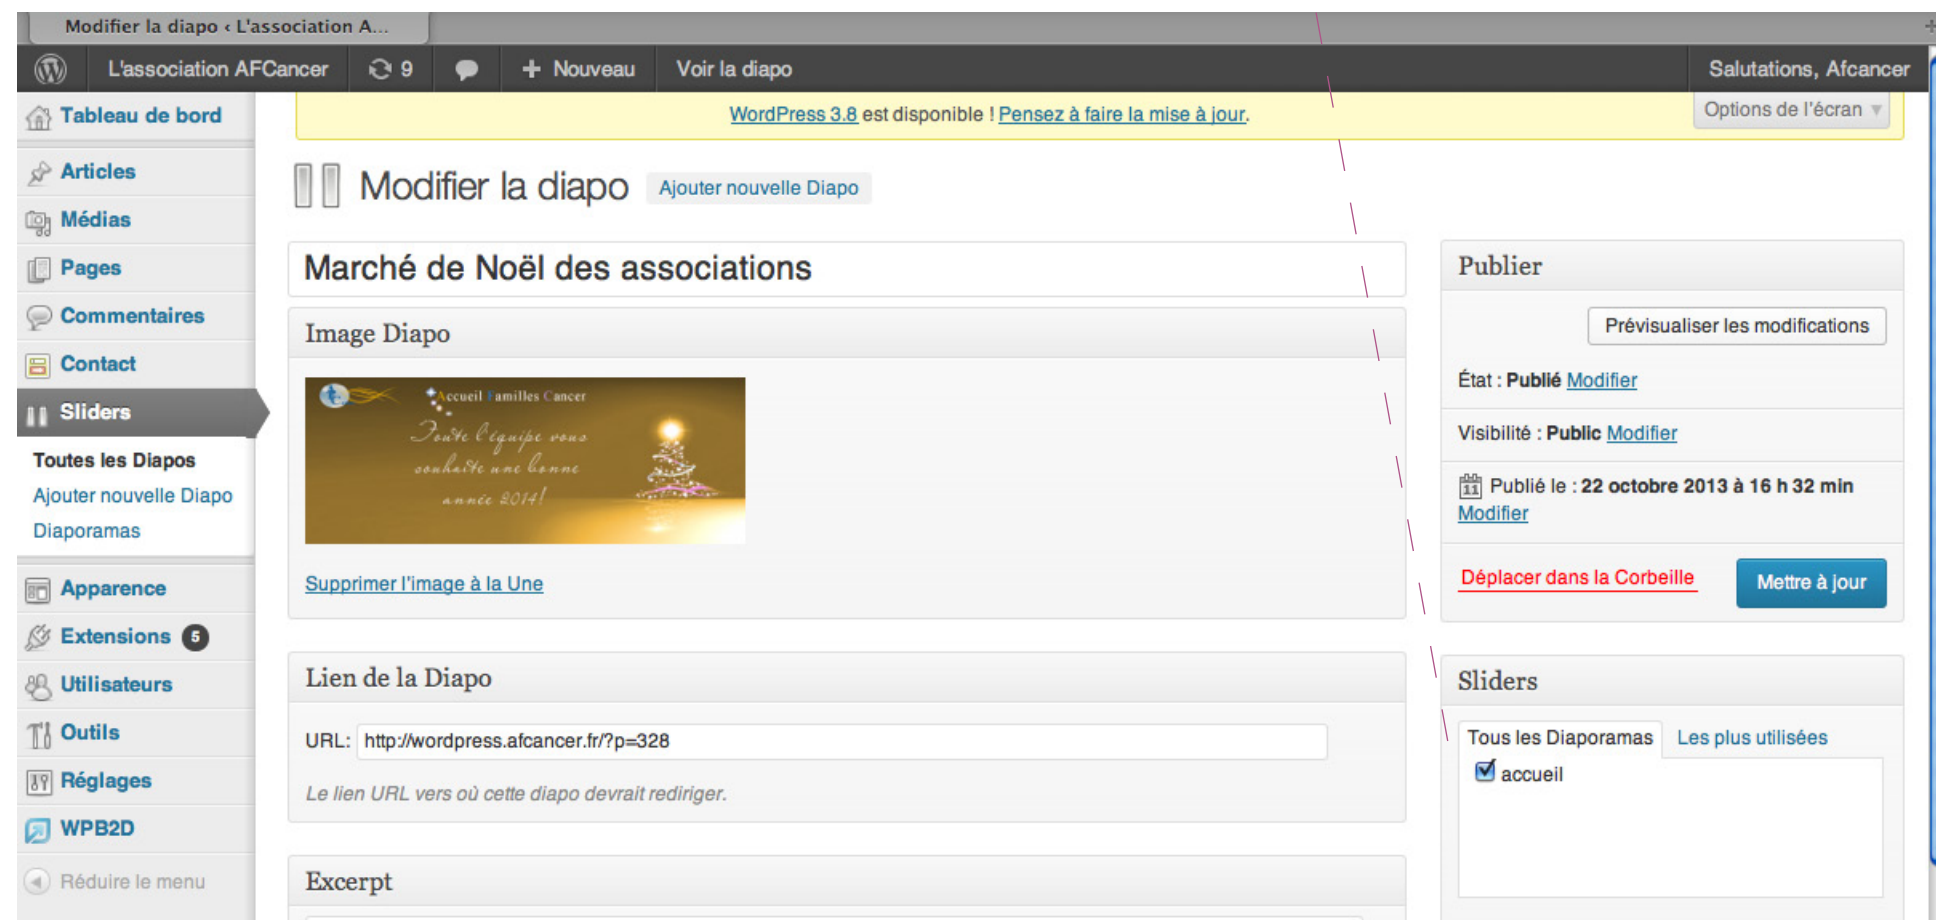 Modifier la diapo ‹ L'association A...
L'association AFCancer 9 + Nouveau Voir la diapo Salutations, Afcancer
WordPress 3.8 est disponible ! Pensez à faire la mise à jour.
Options de l'écran
Tableau de bord
Articles
Médias
Pages
Commentaires
Contact
Sliders
Toutes les Diapos
Ajouter nouvelle Diapo
Diaporamas
Apparence
Extensions 5
Utilisateurs
Outils
Réglages
WPB2D
Réduire le menu
Modifier la diapo Ajouter nouvelle Diapo
Marché de Noël des associations
Image Diapo
Accueil Familles Cancer
Toute l'équipe vous
souhaite une bonne
année 2014!
Supprimer l'image à la Une
Lien de la Diapo
URL: http://wordpress.afcancer.fr/?p=328
Le lien URL vers où cette diapo devrait rediriger.
Excerpt
Publier
Prévisualiser les modifications
État : Publié Modifier
Visibilité : Public Modifier
11 Publié le : 22 octobre 2013 à 16 h 32 min
Modifier
Déplacer dans la Corbeille Mettre à jour
Sliders
Tous les Diaporamas Les plus utilisées
accueil